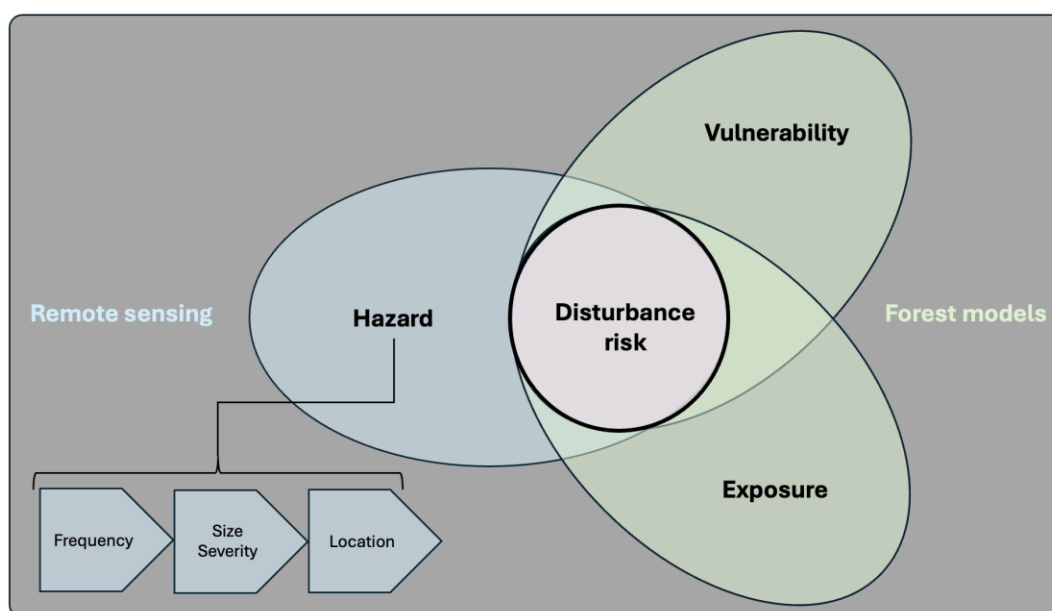 Vulnerability
Remote sensing
Hazard
Disturbance
risk
Forest models
Exposure
Frequency
Size
Severity
Location